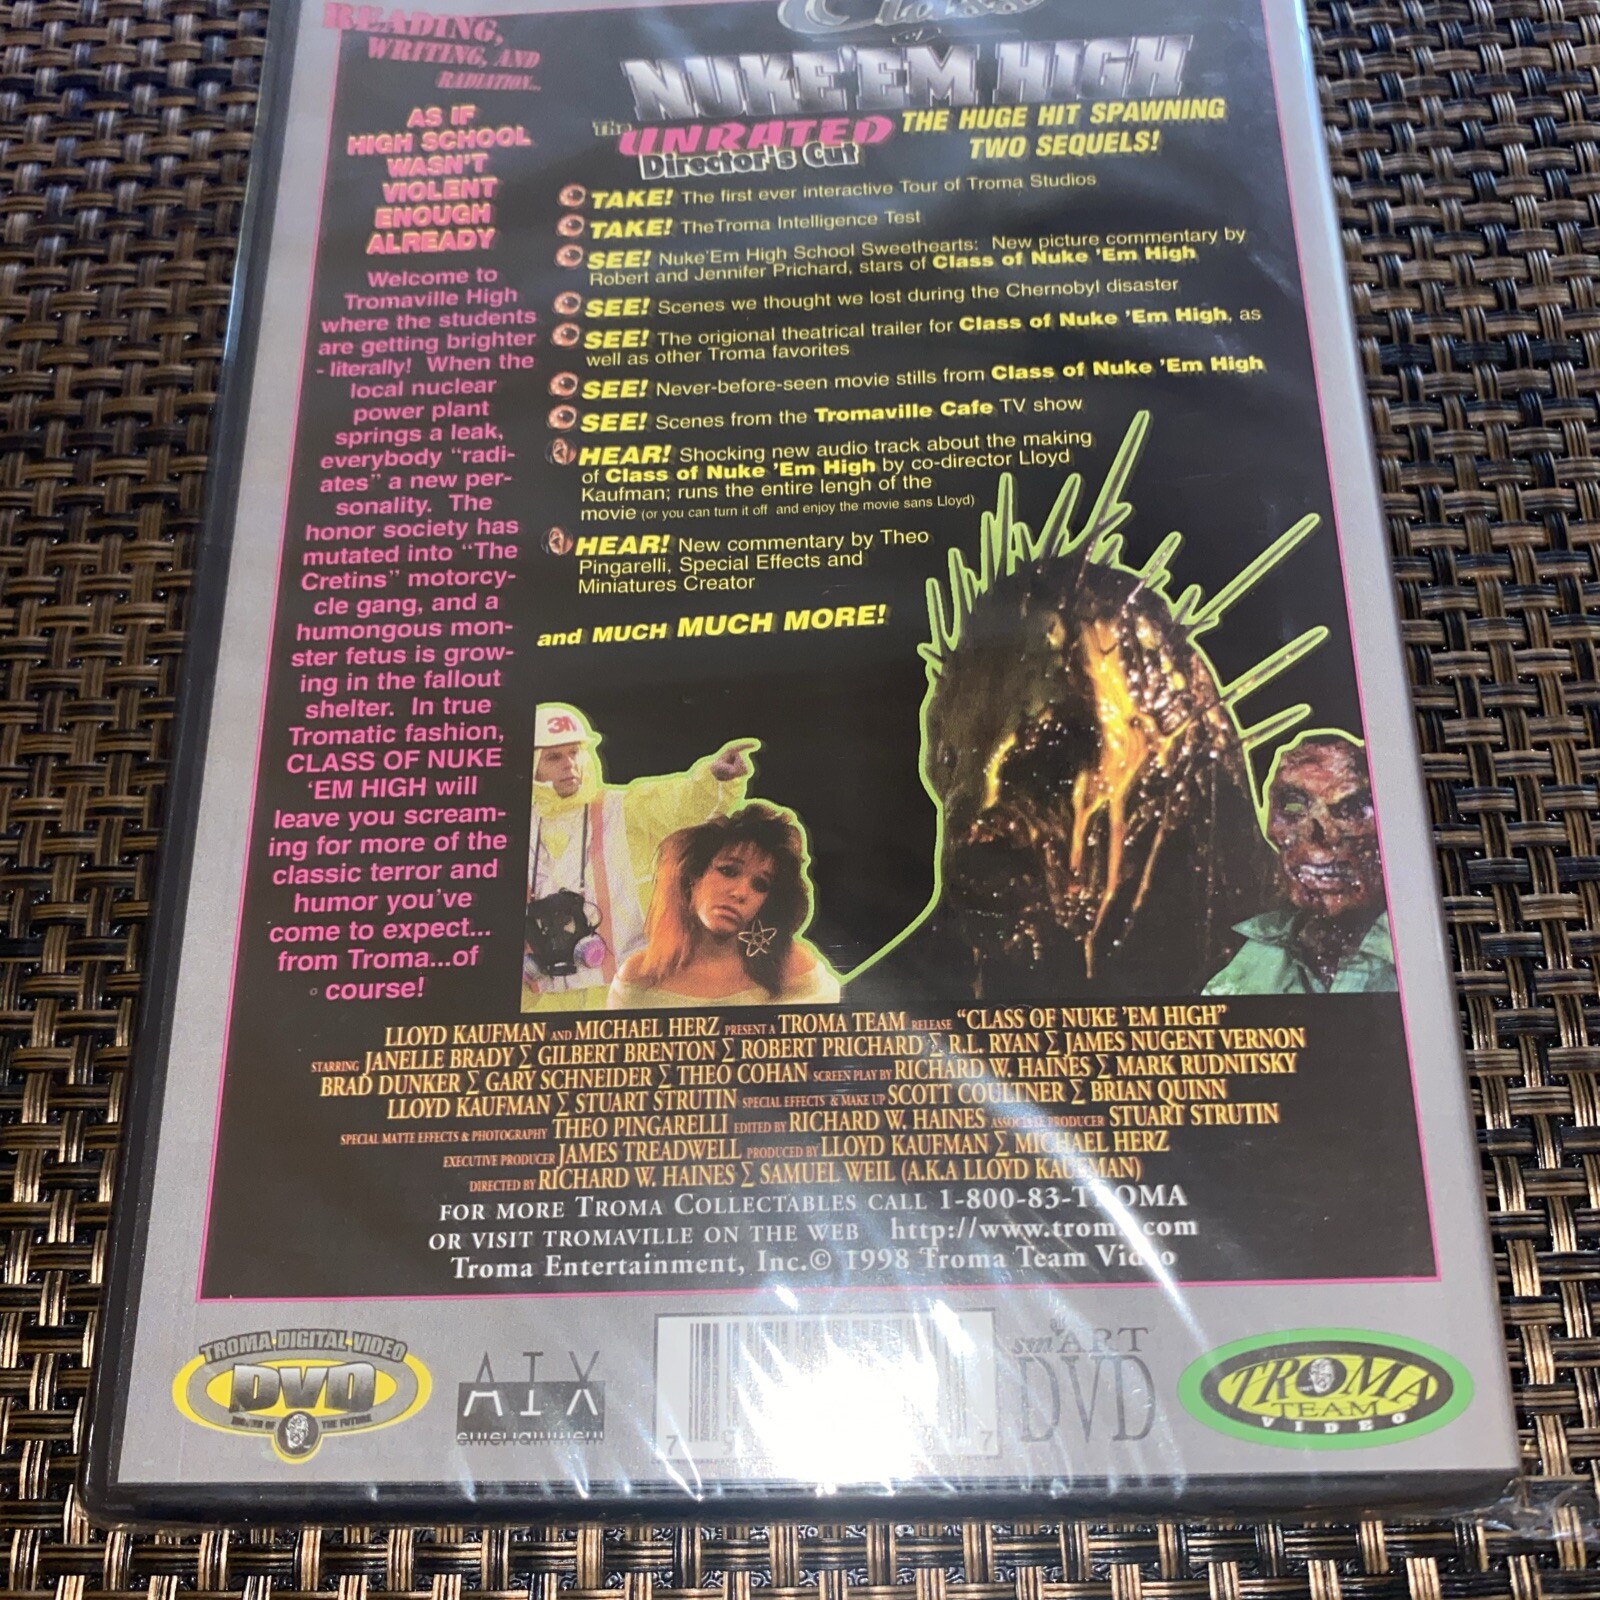 READING,
WRITING, AND
RADIATION...
AS IF
HIGH SCHOOL
WASN'T
VIOLENT
ENOUGH
ALREADY
Welcome to
Tromaville High
where the students
are getting brighter
- literally! When the
local nuclear
power plant
springs a leak,
everybody "radi-
ates" a new per-
sonality. The
honor society has
mutated into "The
Cretins" motorcy-
cle gang, and a
humongous mon-
ster fetus is grow-
ing in the fallout
shelter. In true
Tromatic fashion,
CLASS OF NUKE
'EM HIGH will
leave you scream-
ing for more of the
classic terror and
humor you've
come to expect...
from Troma...of
course!
Class
of
NUKE'EM HIGH
The UNRATED
Director's Cut
THE HUGE HIT SPAWNING
TWO SEQUELS!
TAKE! The first ever interactive Tour of Troma Studios
TAKE! TheTroma Intelligence Test
SEE! Nuke'Em High School Sweethearts: New picture commentary by
Robert and Jennifer Prichard, stars of Class of Nuke 'Em High
SEE! Scenes we thought we lost during the Chernobyl disaster
SEE! The origional theatrical trailer for Class of Nuke 'Em High, as
well as other Troma favorites
SEE! Never-before-seen movie stills from Class of Nuke 'Em High
SEE! Scenes from the Tromaville Cafe TV show
HEAR! Shocking new audio track about the making
of Class of Nuke 'Em High by co-director Lloyd
Kaufman; runs the entire lengh of the
movie (or you can turn it off and enjoy the movie sans Lloyd)
HEAR! New commentary by Theo
Pingarelli, Special Effects and
Miniatures Creator
and MUCH MUCH MORE!
LLOYD KAUFMAN AND MICHAEL HERZ PRESENT A TROMA TEAM RELEASE "CLASS OF NUKE 'EM HIGH"
STARRING JANELLE BRADY ∑ GILBERT BRENTON ∑ ROBERT PRICHARD ∑ R.L. RYAN ∑ JAMES NUGENT VERNON
BRAD DUNKER ∑ GARY SCHNEIDER ∑ THEO COHAN SCREEN PLAY BY RICHARD W. HAINES ∑ MARK RUDNITSKY
LLOYD KAUFMAN ∑ STUART STRUTIN SPECIAL EFFECTS & MAKE UP SCOTT COULTNER ∑ BRIAN QUINN
SPECIAL MATTE EFFECTS & PHOTOGRAPHY THEO PINGARELLI EDITED BY RICHARD W. HAINES ASSOCIATE PRODUCER STUART STRUTIN
EXECUTIVE PRODUCER JAMES TREADWELL PRODUCED BY LLOYD KAUFMAN ∑ MICHAEL HERZ
DIRECTED BY RICHARD W. HAINES ∑ SAMUEL WEIL (A.K.A LLOYD KAUFMAN)
FOR MORE TROMA COLLECTABLES CALL 1-800-83-TROMA
OR VISIT TROMAVILLE ON THE WEB http://www.troma.com
Troma Entertainment, Inc.© 1998 Troma Team Video
TROMA DIGITAL VIDEO
DVD
THE FUTURE
AIX
entertainment
smART
DVD
TROMA
TEAM
VIDEO